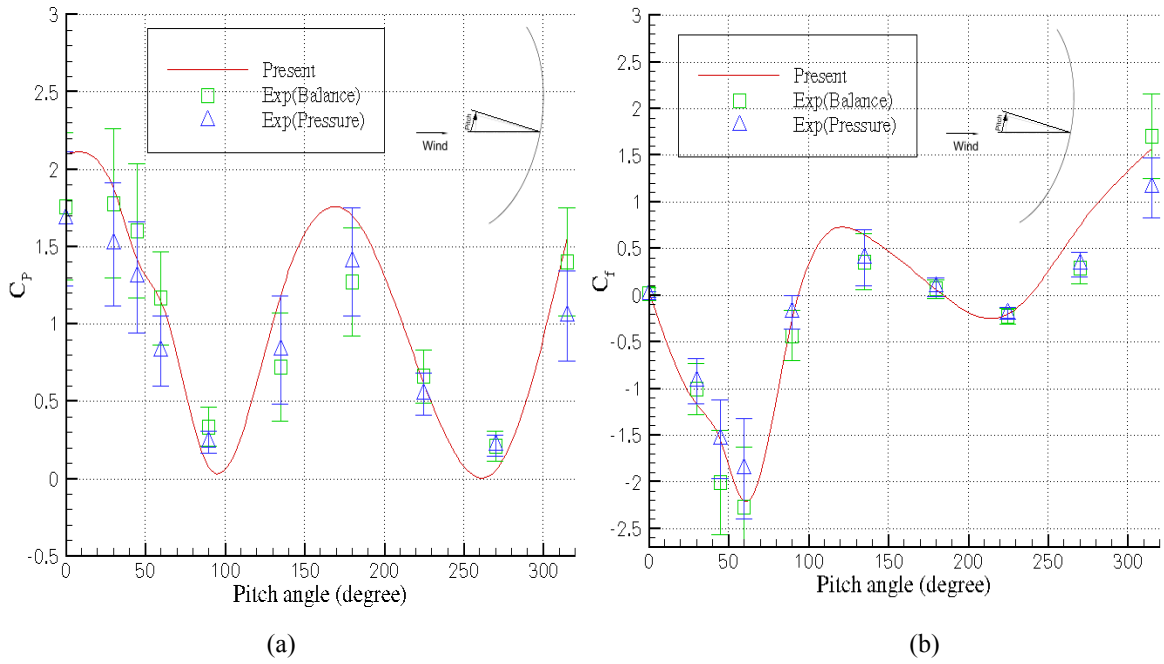 3
2.5
2
1.5
1
0.5
0
-0.5
C_P
Present
Exp(Balance)
Exp(Pressure)
Pitch
Wind
0 50 100 150 200 250 300
Pitch angle (degree)
(a)
3
2.5
2
1.5
1
0.5
0
-0.5
-1
-1.5
-2
-2.5
C_f
Present
Exp(Balance)
Exp(Pressure)
Pitch
Wind
0 50 100 150 200 250 300
Pitch angle (degree)
(b)